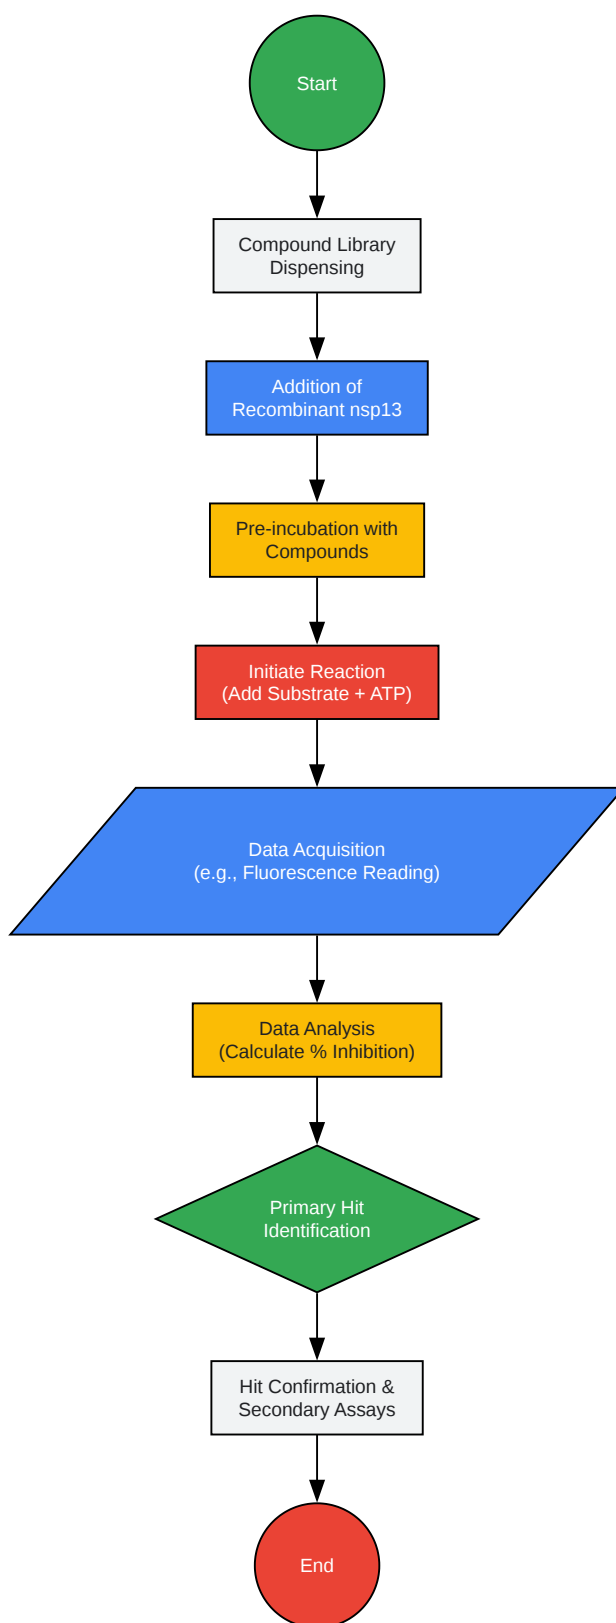 Start
Compound Library
Dispensing
Addition of
Recombinant nsp13
Pre-incubation with
Compounds
Initiate Reaction
(Add Substrate + ATP)
Data Acquisition
(e.g., Fluorescence Reading)
Data Analysis
(Calculate % Inhibition)
Primary Hit
Identification
Hit Confirmation &
Secondary Assays
End